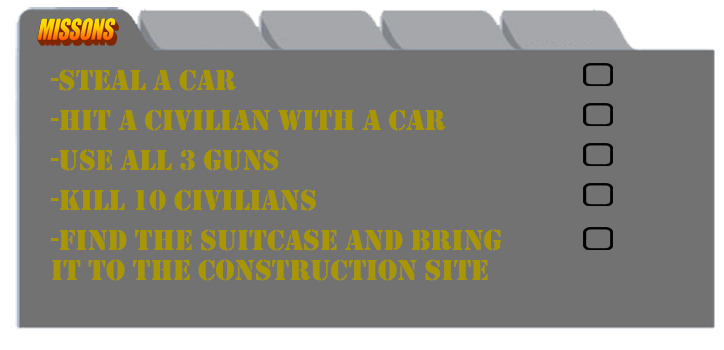 MISSONS
-STEAL A CAR
-HIT A CIVILIAN WITH A CAR
-USE ALL 3 GUNS
-KILL 10 CIVILIANS
-FIND THE SUITCASE AND BRING
IT TO THE CONSTRUCTION SITE